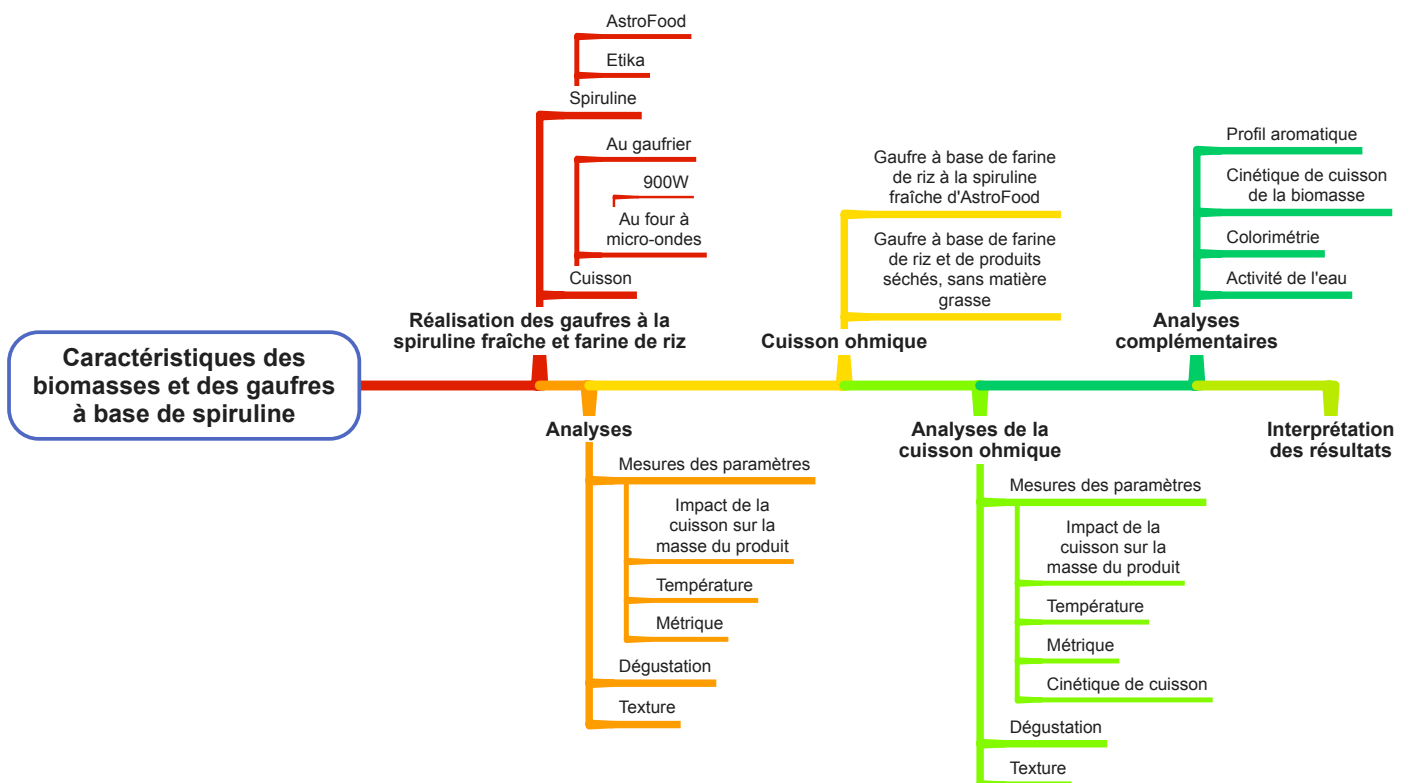 Caractéristiques des
biomasses et des gaufres
à base de spiruline
AstroFood
Etika
Spiruline
Au gaufrier
900W
Au four à
micro-ondes
Cuisson
Réalisation des gaufres à la
spiruline fraîche et farine de riz
Analyses
Mesures des paramètres
Impact de la
cuisson sur la
masse du produit
Température
Métrique
Dégustation
Texture
Gaufre à base de farine
de riz à la spiruline
fraîche d'AstroFood
Gaufre à base de farine
de riz et de produits
séchés, sans matière
grasse
Cuisson ohmique
Analyses de la
cuisson ohmique
Mesures des paramètres
Impact de la
cuisson sur la
masse du produit
Température
Métrique
Cinétique de cuisson
Dégustation
Texture
Profil aromatique
Cinétique de cuisson
de la biomasse
Colorimétrie
Activité de l'eau
Analyses
complémentaires
Interprétation
des résultats